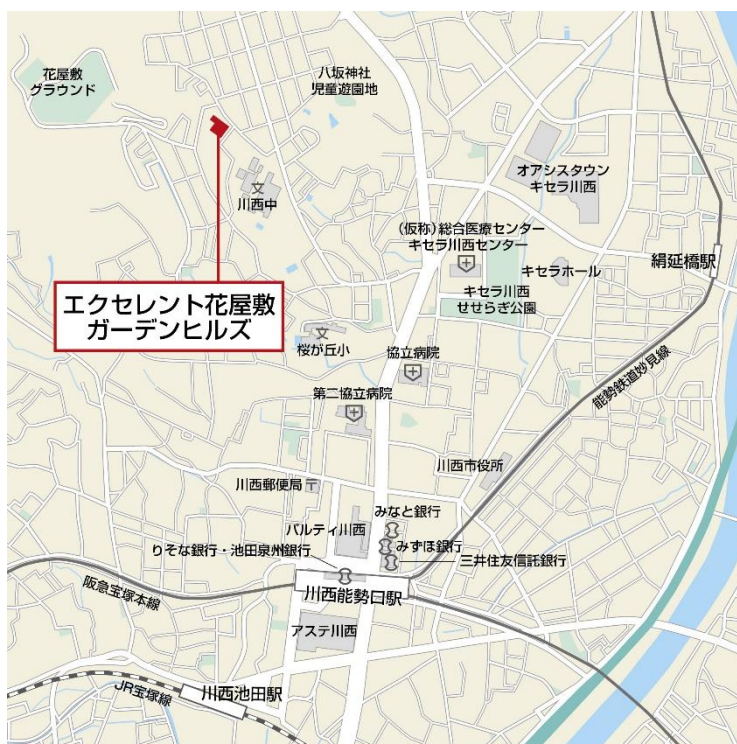 花屋敷
グラウンド
八坂神社
児童遊園地
文
川西中
オアシスタウン
キセラ川西
(仮称)総合医療センター
キセラ川西センター
キセラホール
絹延橋駅
キセラ川西
せせらぎ公園
エクセレント花屋敷
ガーデンヒルズ
文
桜が丘小
協立病院
能勢鉄道妙見線
第二協立病院
川西市役所
川西郵便局〒
みなと銀行
パルティ川西
みずほ銀行
りそな銀行・池田泉州銀行
三井住友信託銀行
阪急宝塚本線
川西能勢口駅
アステ川西
川西池田駅
JR宝塚線